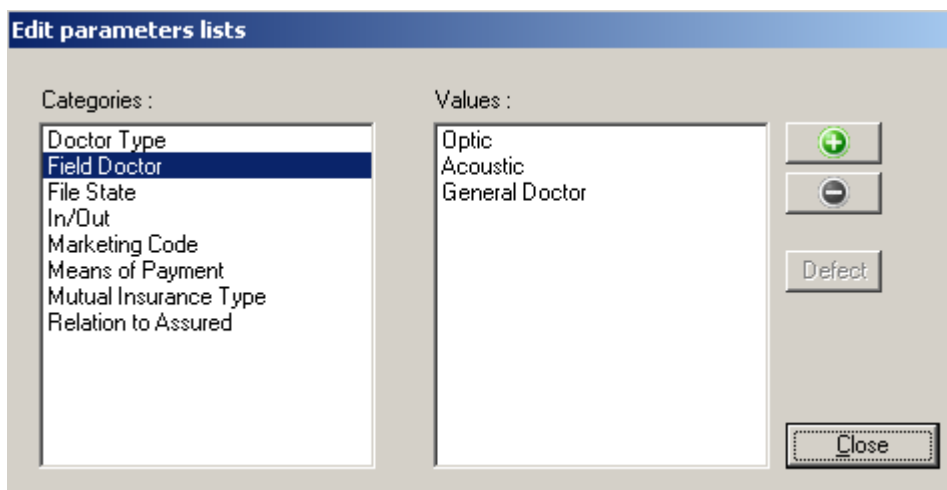 Edit parameters lists
Categories :
Doctor Type
Field Doctor
File State
In/Out
Marketing Code
Means of Payment
Mutual Insurance Type
Relation to Assured
Values :
Optic
Acoustic
General Doctor
Defect
Close